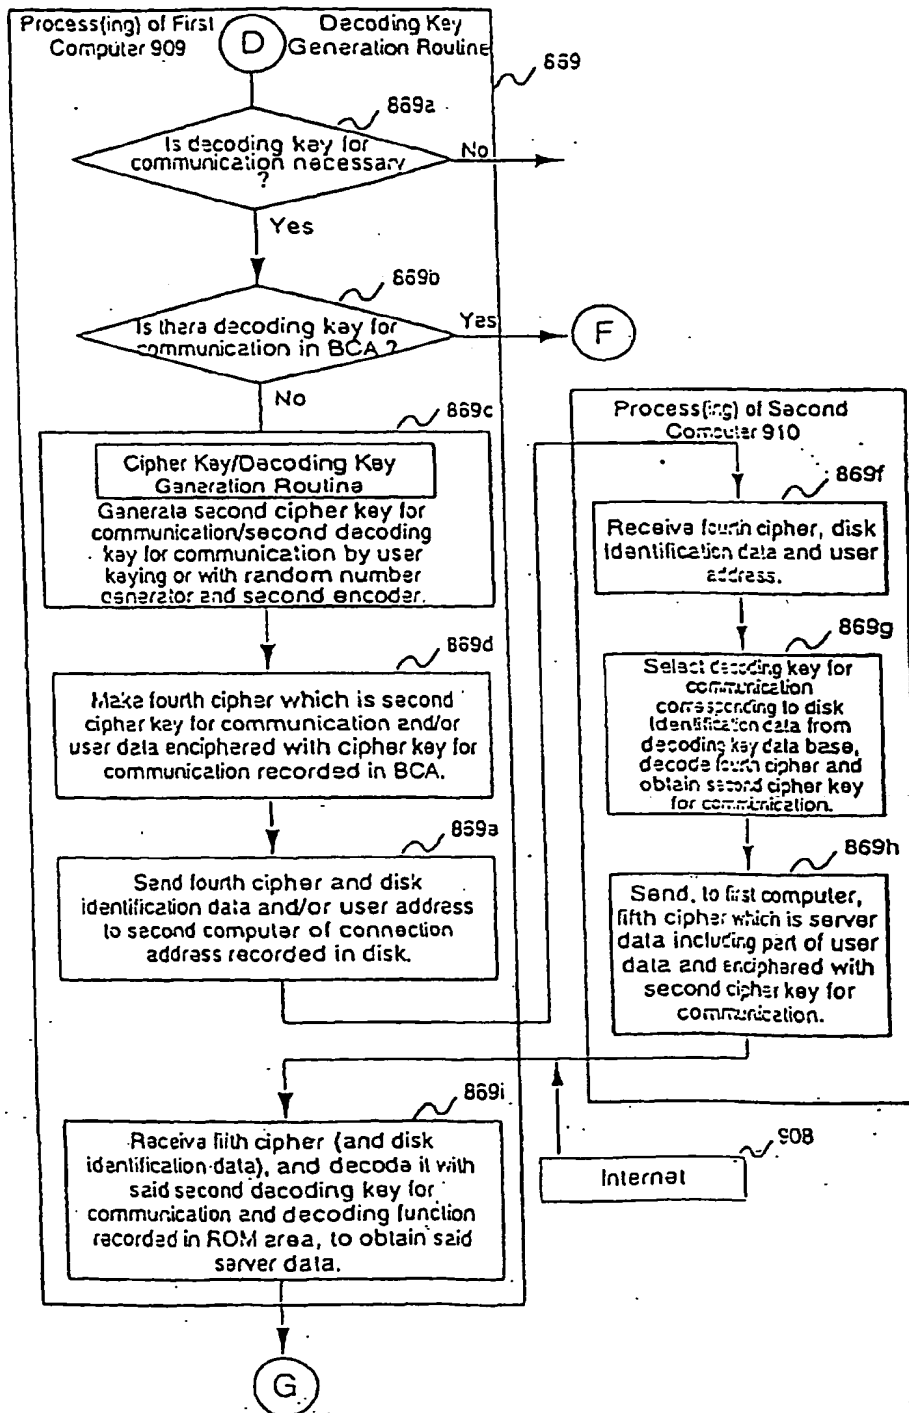 Process(ing) of First
Computer 909
D
Decoding Key
Generation Routine
869
869a
Is decoding key for
communication necessary
?
No
Yes
869b
Is there decoding key for
communication in BCA ?
Yes
F
No
869c
Cipher Key/Decoding Key
Generation Routine
Generate second cipher key for
communication/second decoding
key for communication by user
keying or with random number
generator and second encoder.
869d
Make fourth cipher which is second
cipher key for communication and/or
user data enciphered with cipher key for
communication recorded in BCA.
869e
Send fourth cipher and disk
identification data and/or user address
to second computer of connection
address recorded in disk.
Process(ing) of Second
Computer 910
869f
Receive fourth cipher, disk
identification data and user
address.
869g
Select decoding key for
communication
corresponding to disk
identification data from
decoding key data base,
decode fourth cipher and
obtain second cipher key
for communication.
869h
Send, to first computer,
fifth cipher which is server
data including part of user
data and enciphered with
second cipher key for
communication.
869i
Receive fifth cipher (and disk
identification data), and decode it with
said second decoding key for
communication and decoding function
recorded in ROM area, to obtain said
server data.
908
Internet
G